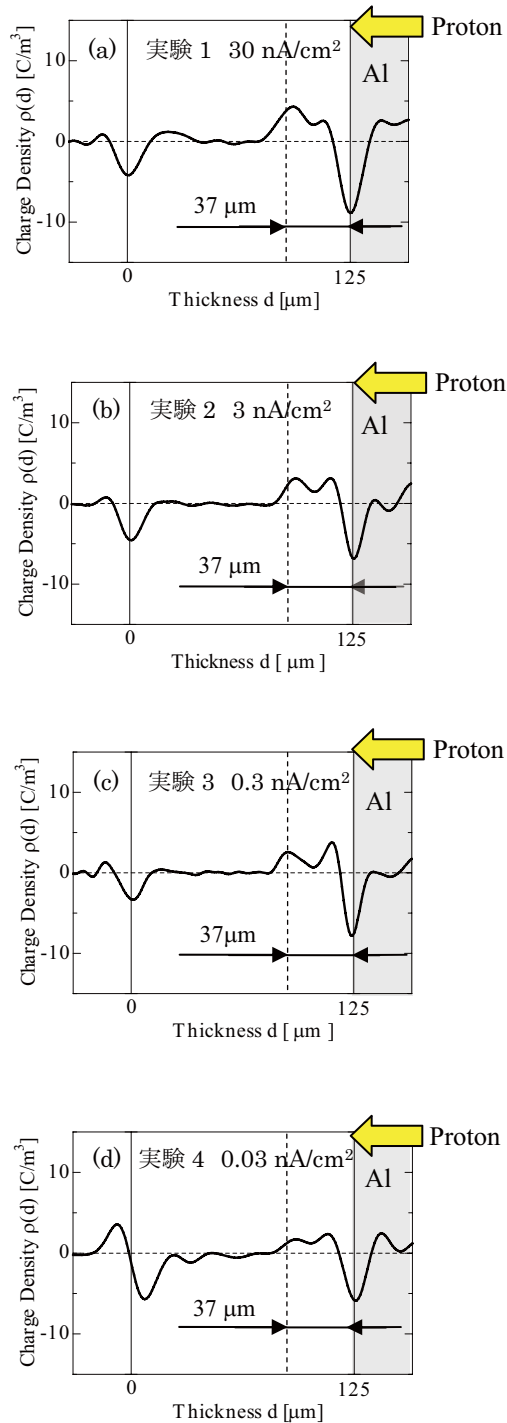 Proton
(a) 実験 1 30 nA/cm²
Al
Charge Density ρ(d) [C/m³]
10
0
-10
37 μm
0 125
Thickness d [μm]
Proton
(b) 実験 2 3 nA/cm²
Al
Charge Density ρ(d) [C/m³]
10
0
-10
37 μm
0 125
Thickness d [ μm ]
Proton
(c) 実験 3 0.3 nA/cm²
Al
Charge Density ρ(d) [C/m³]
10
0
-10
37μm
0 125
Thickness d [ μm ]
Proton
(d) 実験 4 0.03 nA/cm²
Al
Charge Density ρ(d) [C/m³]
10
0
-10
37 μm
0 125
Thickness d [μm]